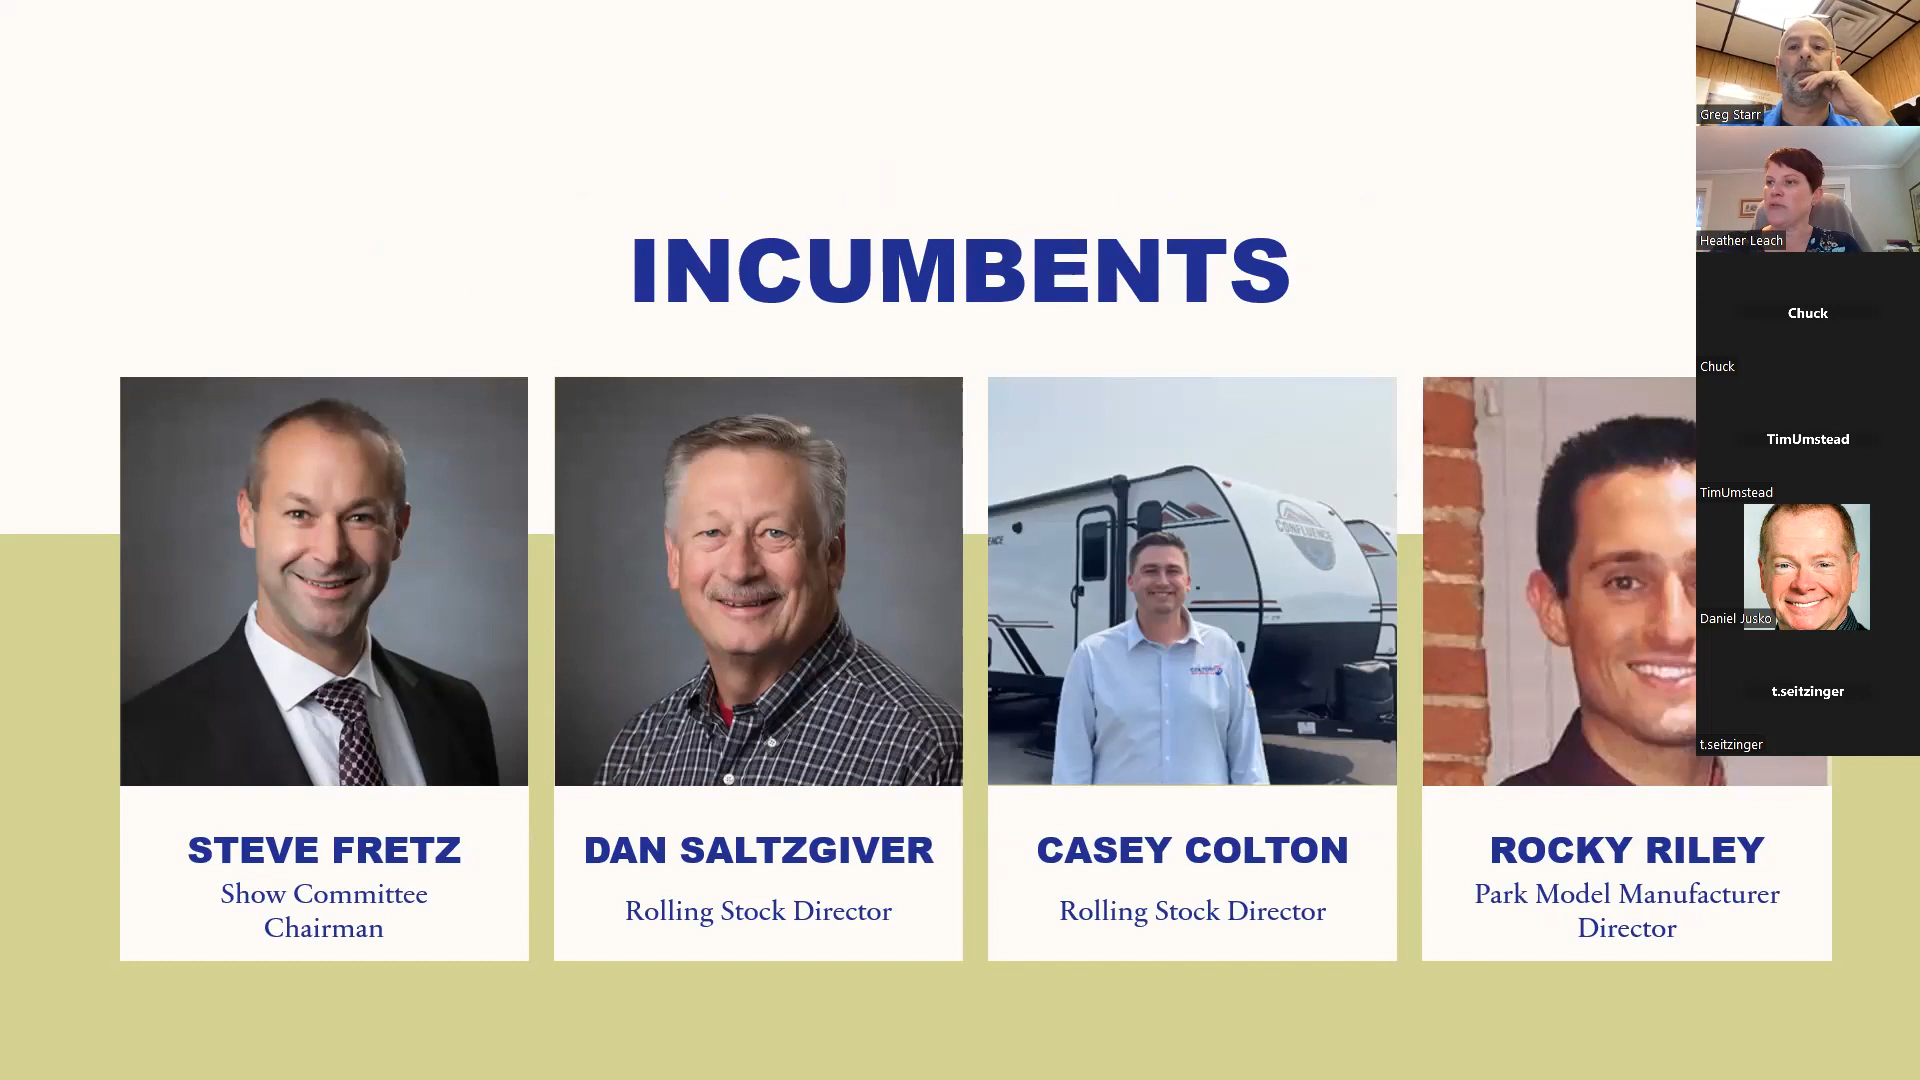 INCUMBENTS
STEVE FRETZ
Show Committee
Chairman
DAN SALTZGIVER
Rolling Stock Director
CASEY COLTON
Rolling Stock Director
ROCKY RILEY
Park Model Manufacturer
Director
CONFLUENCE
Greg Starr
Heather Leach
Chuck
Chuck
TimUmstead
TimUmstead
Daniel Jusko
t.seitzinger
t.seitzinger